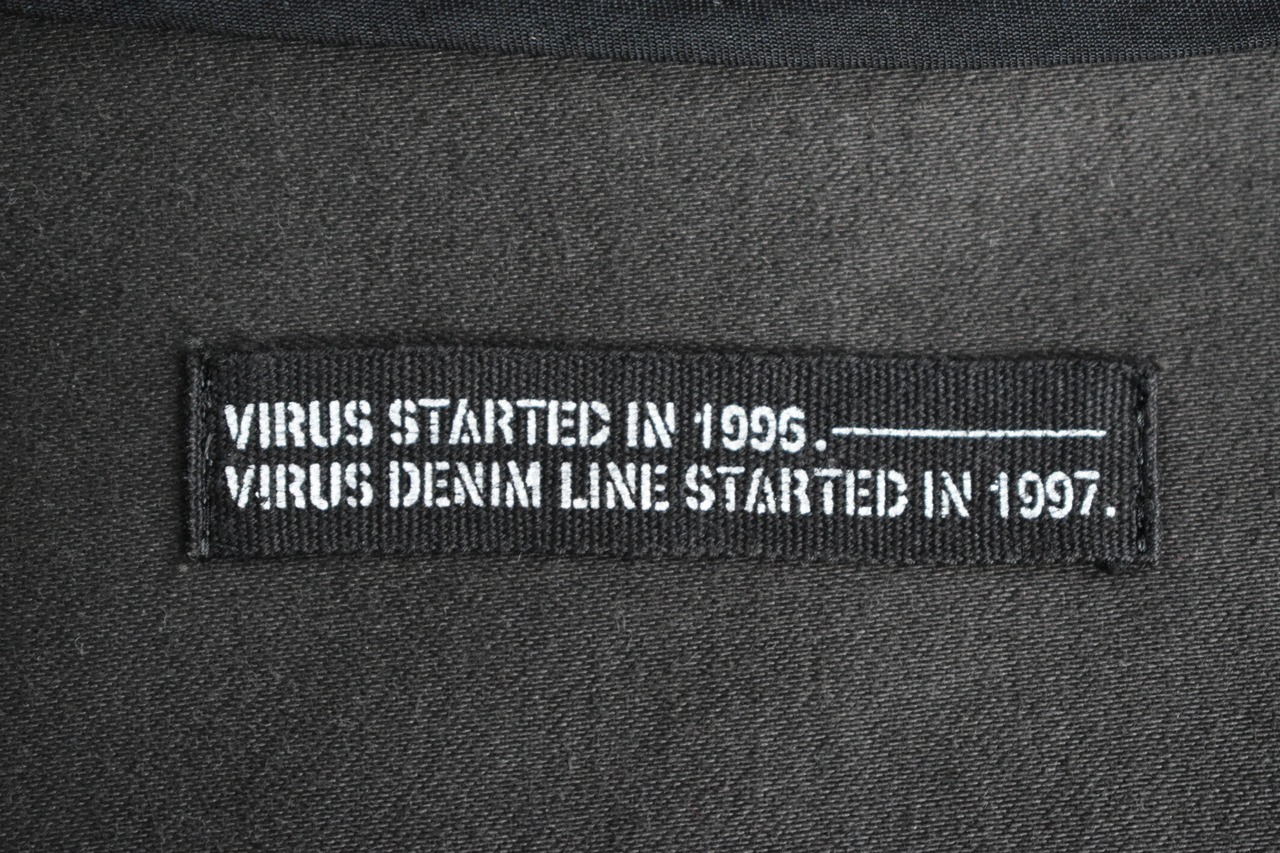 VIRUS STARTED IN 1996.
VIRUS DENIM LINE STARTED IN 1997.